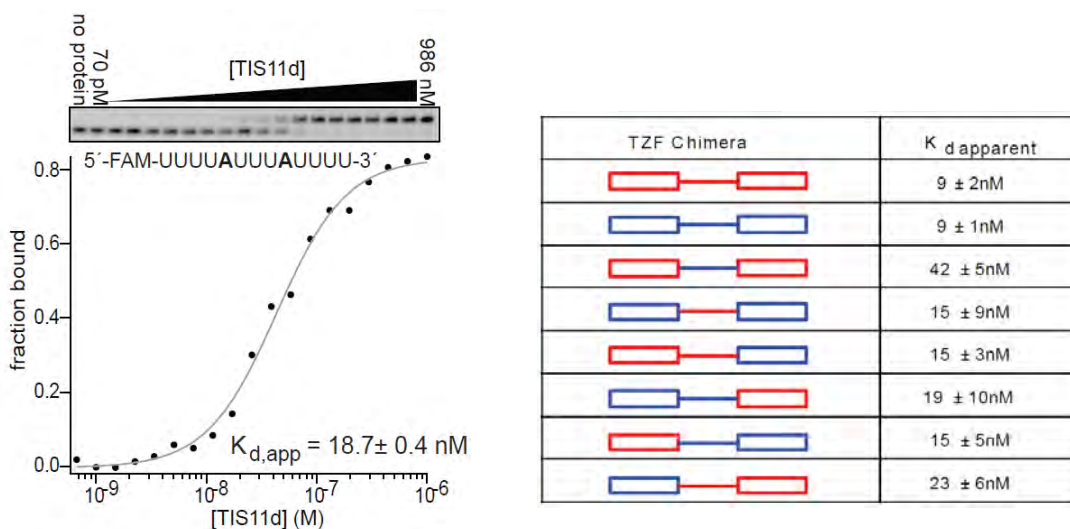 no protein
70 pM
[TIS11d]
986 nM
5´-FAM-UUUUAUUUAUUUU-3´
0.8
0.6
0.4
0.2
0.0
fraction bound
Kd,app = 18.7± 0.4 nM
10-9
10-8
10-7
10-6
[TIS11d] (M)
TZF Chimera
K d apparent
9 ± 2nM
9 ± 1nM
42 ± 5nM
15 ± 9nM
15 ± 3nM
19 ± 10nM
15 ± 5nM
23 ± 6nM